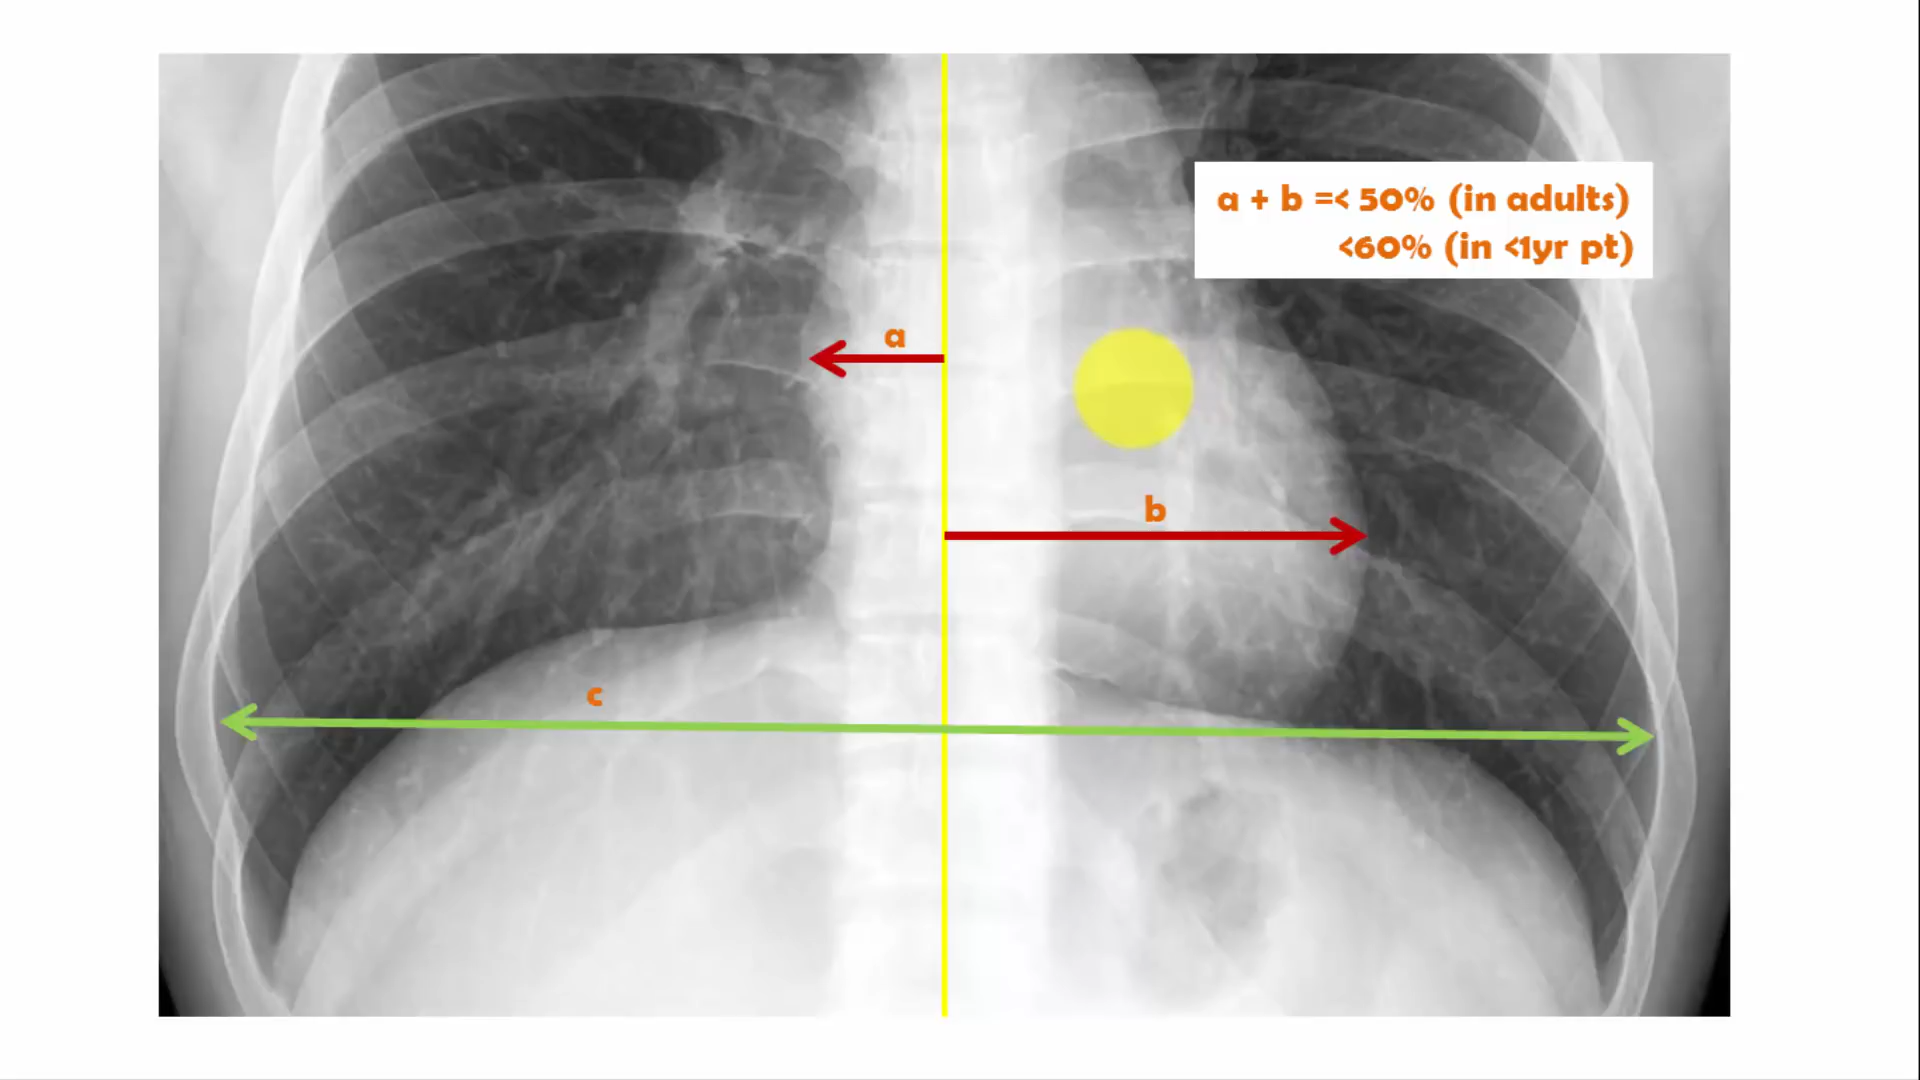 a + b =< 50% (in adults)
<60% (in <1yr pt)
a
b
c